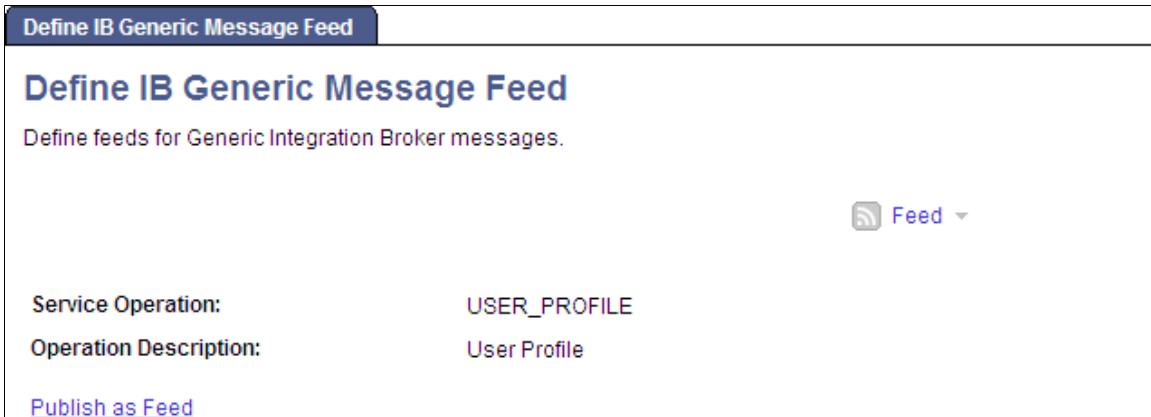 Define IB Generic Message Feed
Define IB Generic Message Feed
Define feeds for Generic Integration Broker messages.
Feed
Service Operation: USER_PROFILE
Operation Description: User Profile
Publish as Feed